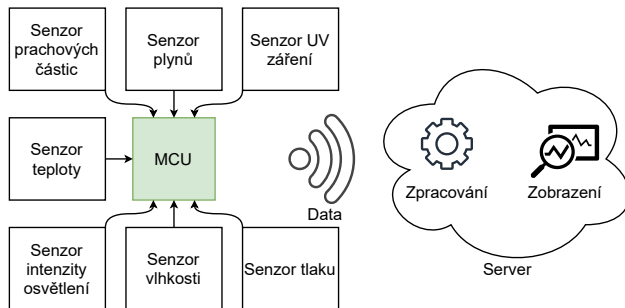 Senzor
prachových
částic
Senzor
plynů
Senzor UV
záření
Senzor
teploty
MCU
Data
Zpracování
Zobrazení
Server
Senzor
intenzity
osvětlení
Senzor
vlhkosti
Senzor tlaku